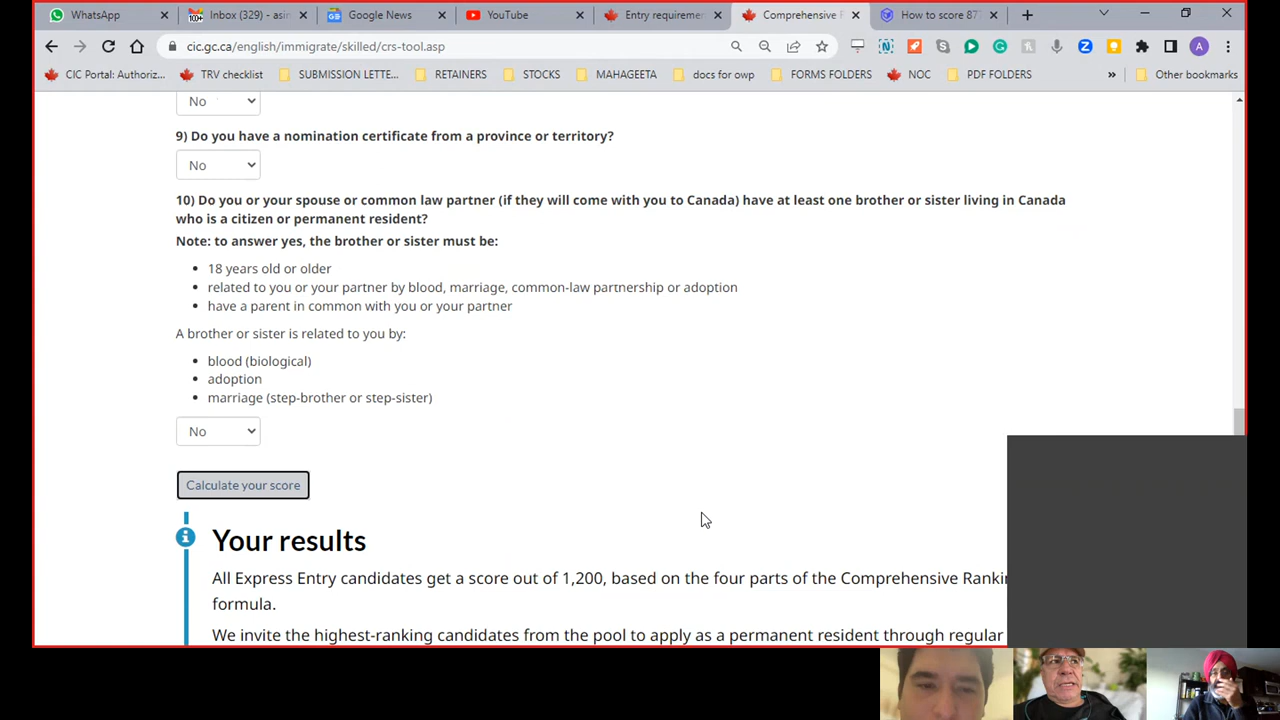 WhatsApp
Inbox (329) - asin
Google News
YouTube
Entry requiremen
Comprehensive R
How to score 877
cic.gc.ca/english/immigrate/skilled/crs-tool.asp
CIC Portal: Authoriz...
TRV checklist
SUBMISSION LETTE...
RETAINERS
STOCKS
MAHAGEETA
docs for owp
FORMS FOLDERS
NOC
PDF FOLDERS
»
Other bookmarks
No
9) Do you have a nomination certificate from a province or territory?
No
10) Do you or your spouse or common law partner (if they will come with you to Canada) have at least one brother or sister living in Canada
who is a citizen or permanent resident?
Note: to answer yes, the brother or sister must be:
• 18 years old or older
• related to you or your partner by blood, marriage, common-law partnership or adoption
• have a parent in common with you or your partner
A brother or sister is related to you by:
• blood (biological)
• adoption
• marriage (step-brother or step-sister)
No
Calculate your score
Your results
All Express Entry candidates get a score out of 1,200, based on the four parts of the Comprehensive Rankin
formula.
We invite the highest-ranking candidates from the pool to apply as a permanent resident through regular